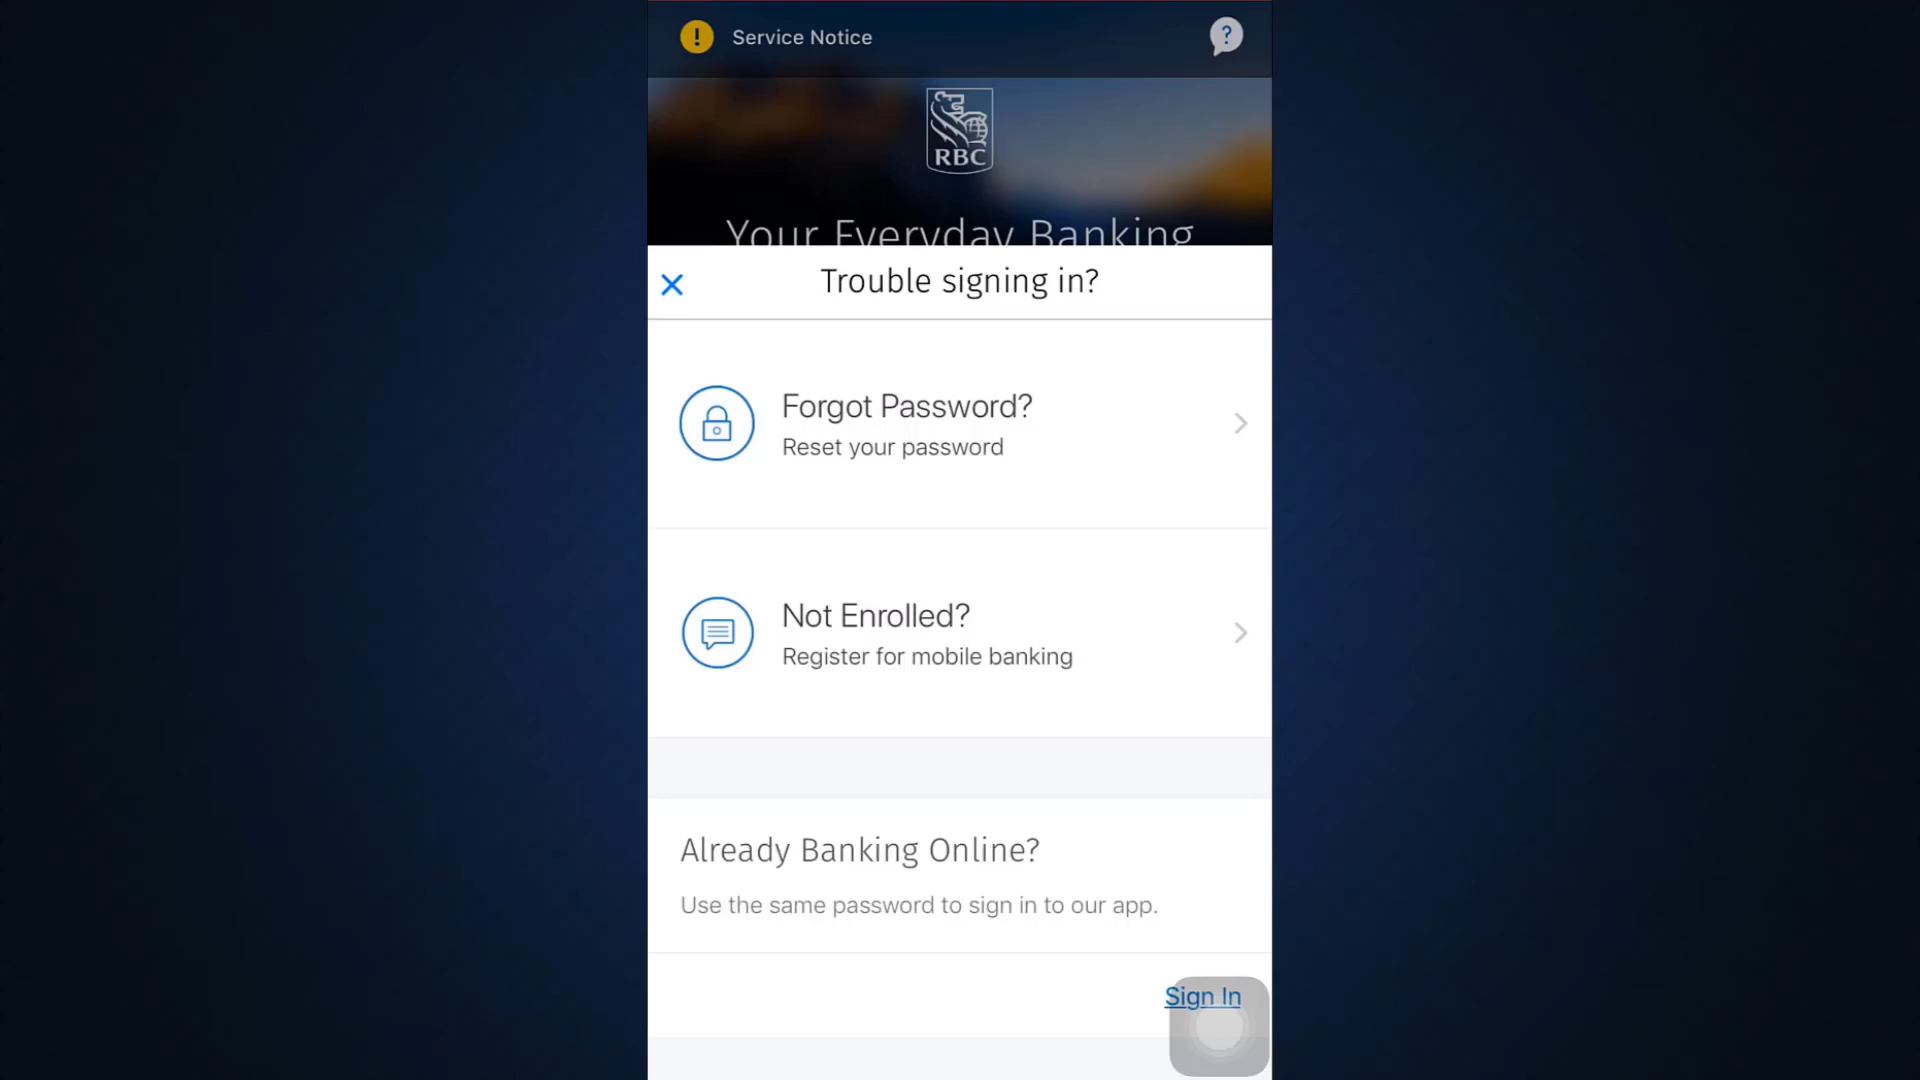 !
Service Notice
?
RBC
Your Everyday Banking
Trouble signing in?
Forgot Password?
Reset your password
Not Enrolled?
Register for mobile banking
Already Banking Online?
Use the same password to sign in to our app.
Sign In